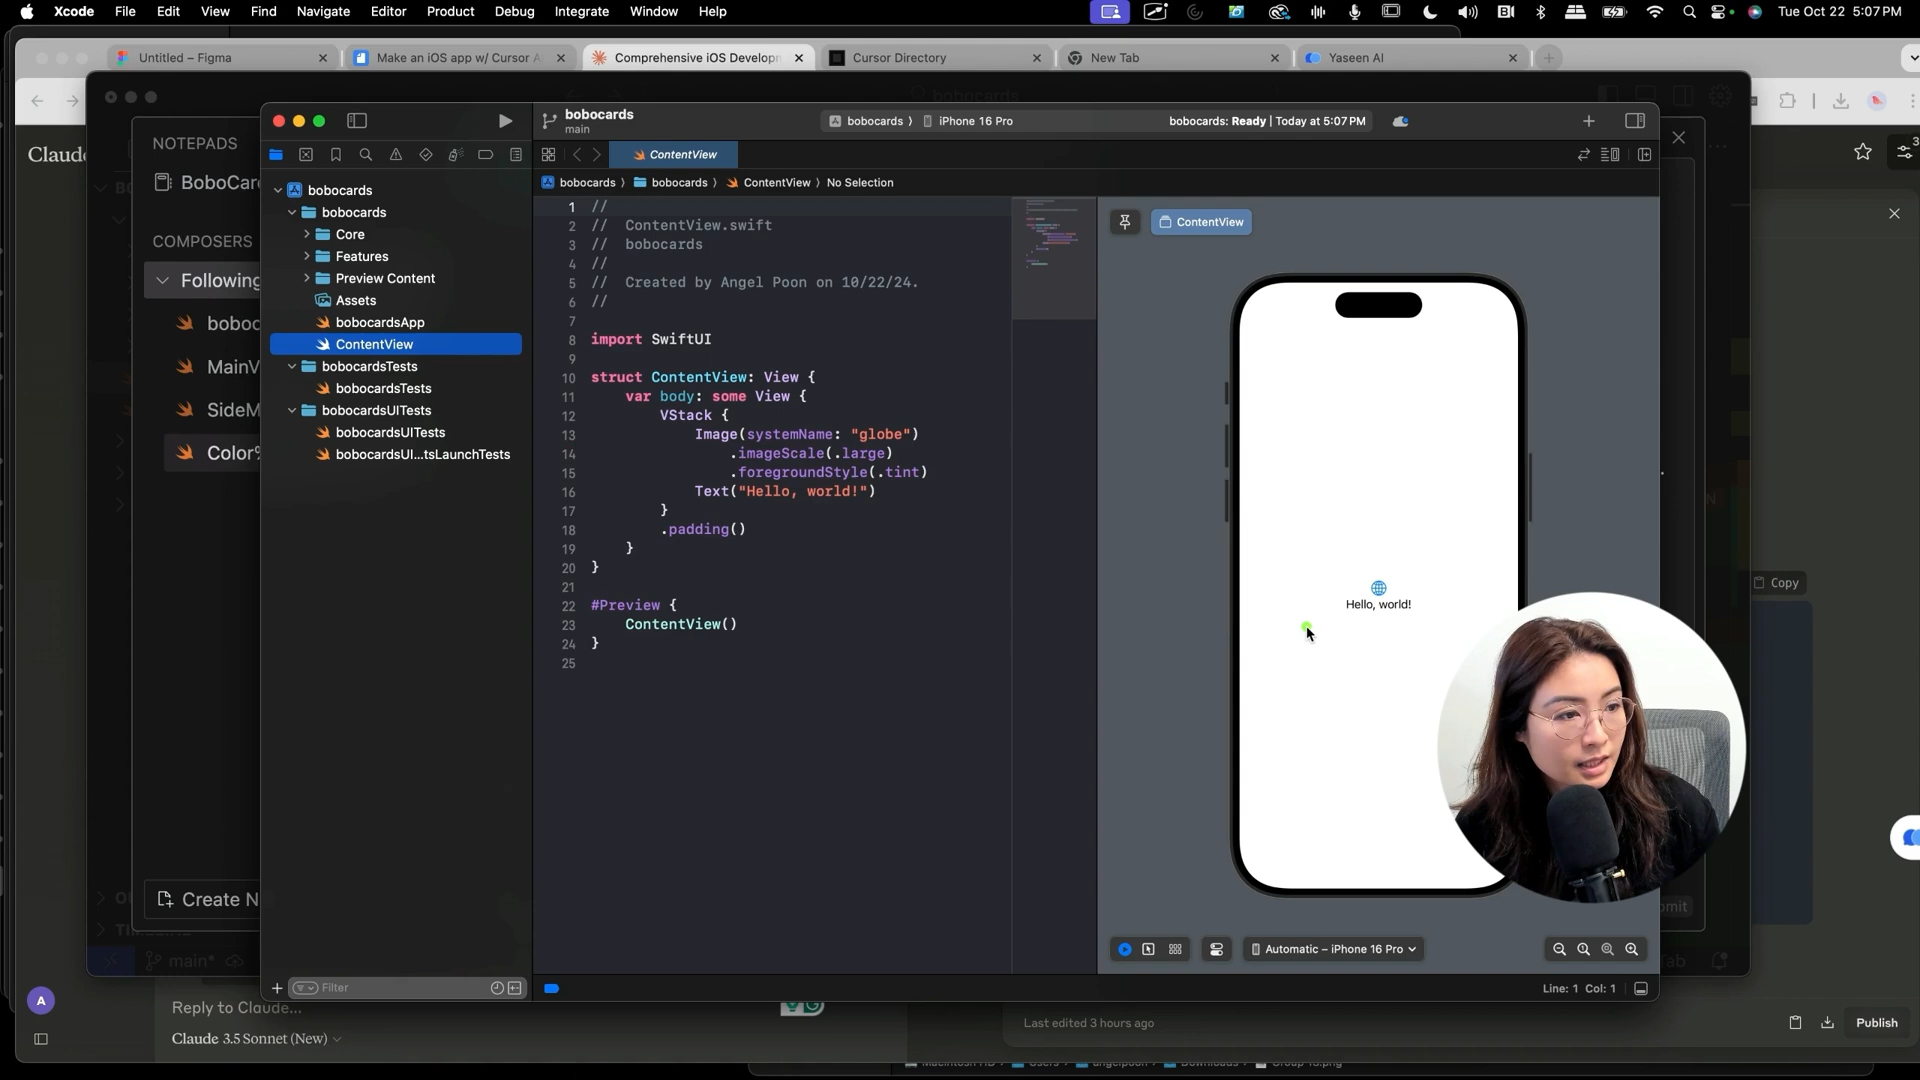 Xcode File Edit View Find Navigate Editor Product Debug Integrate Window Help
Tue Oct 22 5:07 PM
Untitled – Figma
Make an iOS app w/ Cursor A
Comprehensive iOS Develop
Cursor Directory
New Tab
Yaseen AI
bobocards
Claude
NOTEPADS
BoboCar
COMPOSERS
Following
boboc
MainV
SideM
Color
Create N
main*
bobocards
main
bobocards 〉 iPhone 16 Pro
bobocards: Ready | Today at 5:07 PM
ContentView
bobocards 〉 bobocards 〉 ContentView 〉 No Selection
bobocards
bobocards
Core
Features
Preview Content
Assets
bobocardsApp
ContentView
bobocardsTests
bobocardsTests
bobocardsUITests
bobocardsUITests
bobocardsUI...tsLaunchTests
Filter
1 //
2 //  ContentView.swift
3 //  bobocards
4 //
5 //  Created by Angel Poon on 10/22/24.
6 //
7
8 import SwiftUI
9
10 struct ContentView: View {
11 var body: some View {
12 VStack {
13 Image(systemName: "globe")
14 .imageScale(.large)
15 .foregroundStyle(.tint)
16 Text("Hello, world!")
17 }
18 .padding()
19 }
20 }
21
22 #Preview {
23 ContentView()
24 }
25
ContentView
Hello, world!
Automatic – iPhone 16 Pro
Line: 1 Col: 1
Copy
A
Reply to Claude...
Claude 3.5 Sonnet (New)
Last edited 3 hours ago
Publish